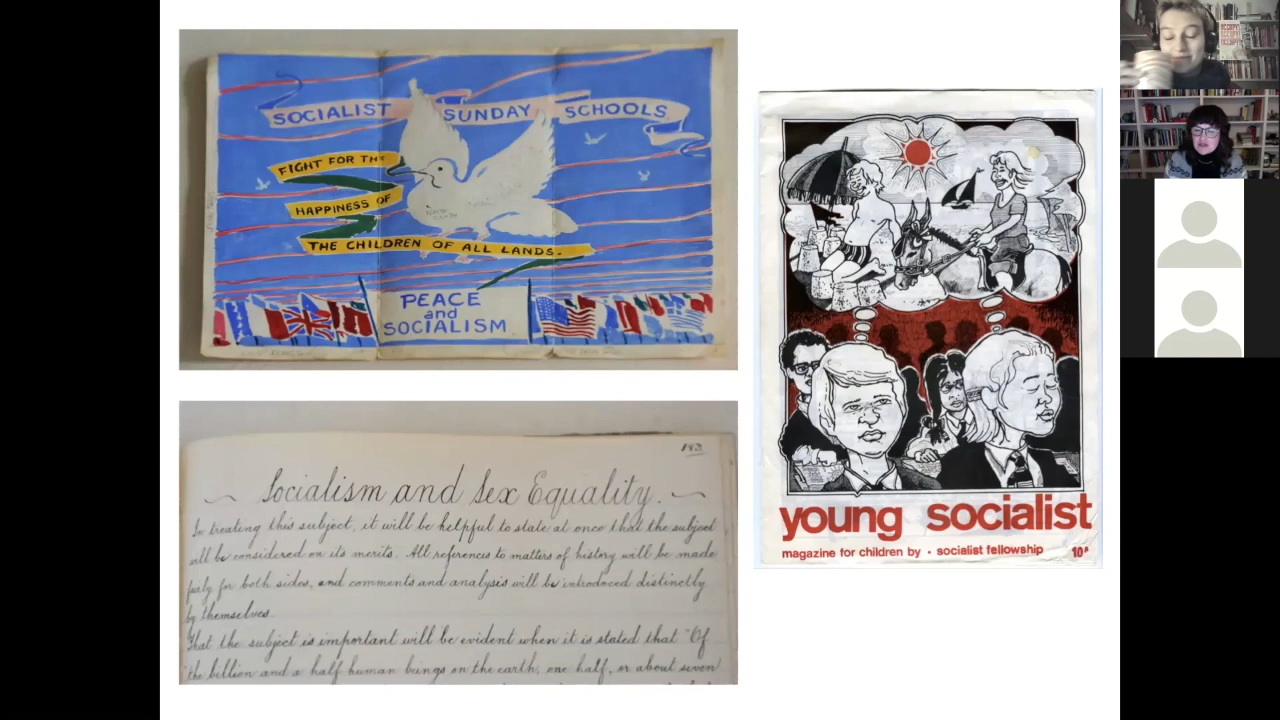 SOCIALIST SUNDAY SCHOOLS
FIGHT FOR THE
HAPPINESS OF
THE CHILDREN OF ALL LANDS.
PEACE
and
SOCIALISM
183
Socialism and Sex Equality.
In treating this subject, it will be helpful to state at once that the subject
will be considered on its merits. All references to matters of history will be made
fairly for both sides, and comments and analysis will be introduced distinctly
by themselves.
That the subject is important will be evident when it is stated that "Of
the billion and a half human beings on the earth, one half, or about seven
young socialist
magazine for children by • socialist fellowship 10p